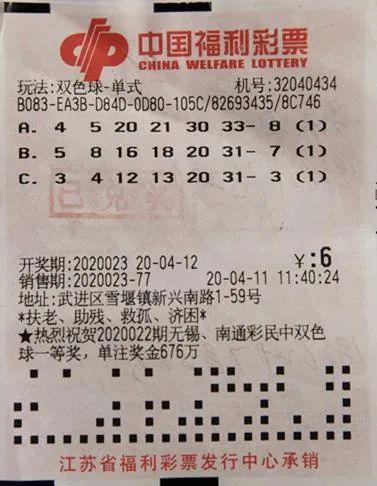 中国福利彩票
CHINA WELFARE LOTTERY
玩法:双色球-单式 机号:32040434
B083-EA3B-D84D-0D80-105C/82693435/8C746
A. 4 5 20 21 30 33- 8 (1)
B. 5 8 16 18 20 31- 7 (1)
C. 3 4 12 13 20 31- 3 (1)
已兑奖
开奖期:2020023 20-04-12 ¥:6
销售期:2020023-77 20-04-11 11:40:24
地址:武进区雪堰镇新兴南路1-59号
*扶老、助残、救孤、济困*
★热烈祝贺2020022期无锡、南通彩民中双色
球一等奖，单注奖金676万
江苏省福利彩票发行中心承销